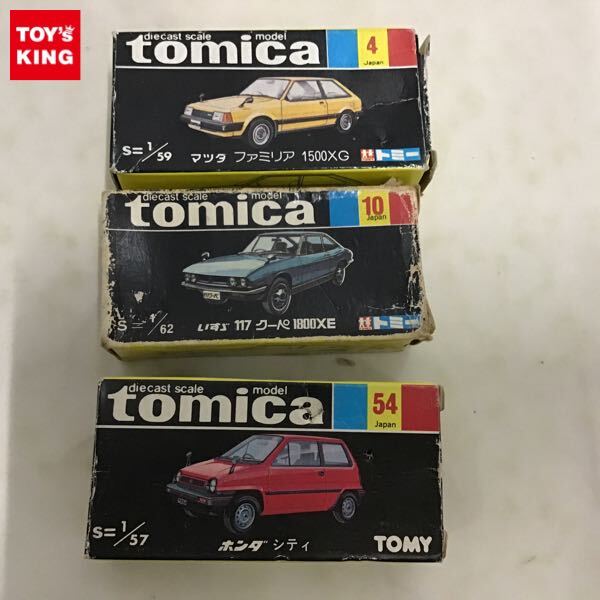 TOY'S
KING
diecast scale model
tomica
4
Japan
S=1/59
マツダ ファミリア 1500XG
トミー
diecast scale model
tomica
10
Japan
S=1/62
いすゞ 117 クーペ 1800XE
トミー
diecast scale model
tomica
54
Japan
S=1/57
ホンダ シティ
TOMY